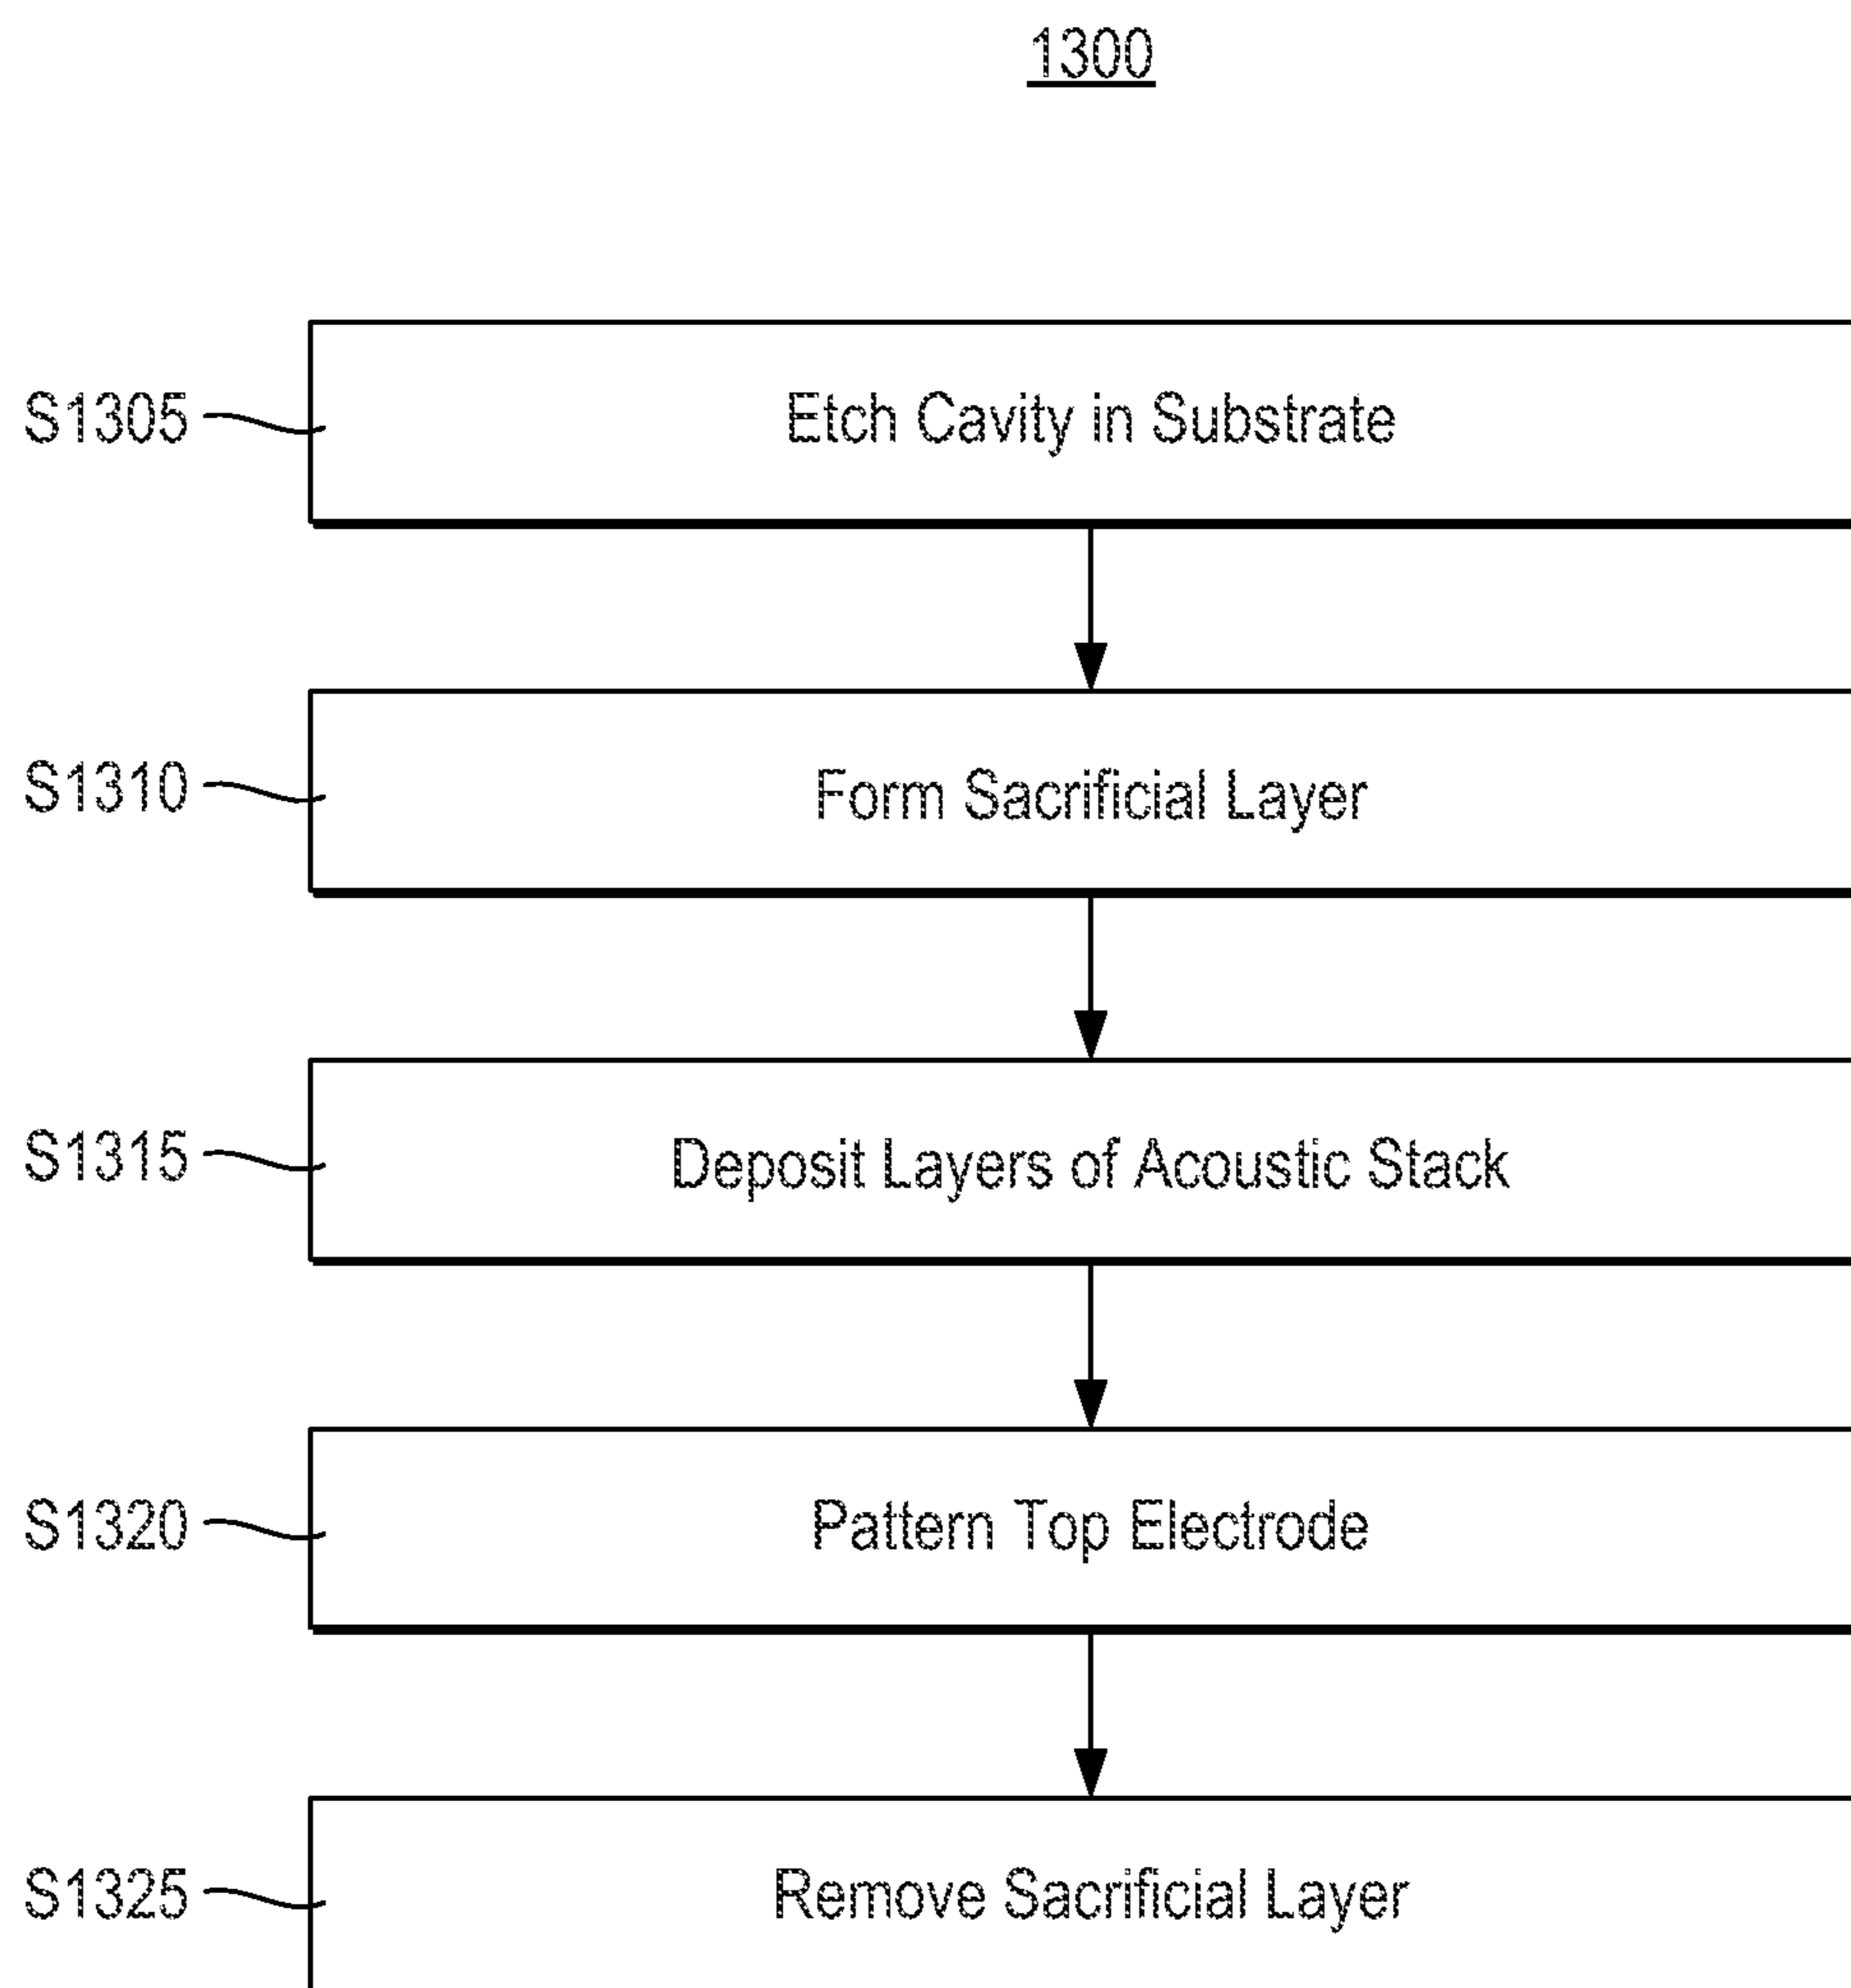 1300
S1305
Etch Cavity in Substrate
S1310
Form Sacrificial Layer
S1315
Deposit Layers of Acoustic Stack
S1320
Pattern Top Electrode
S1325
Remove Sacrificial Layer